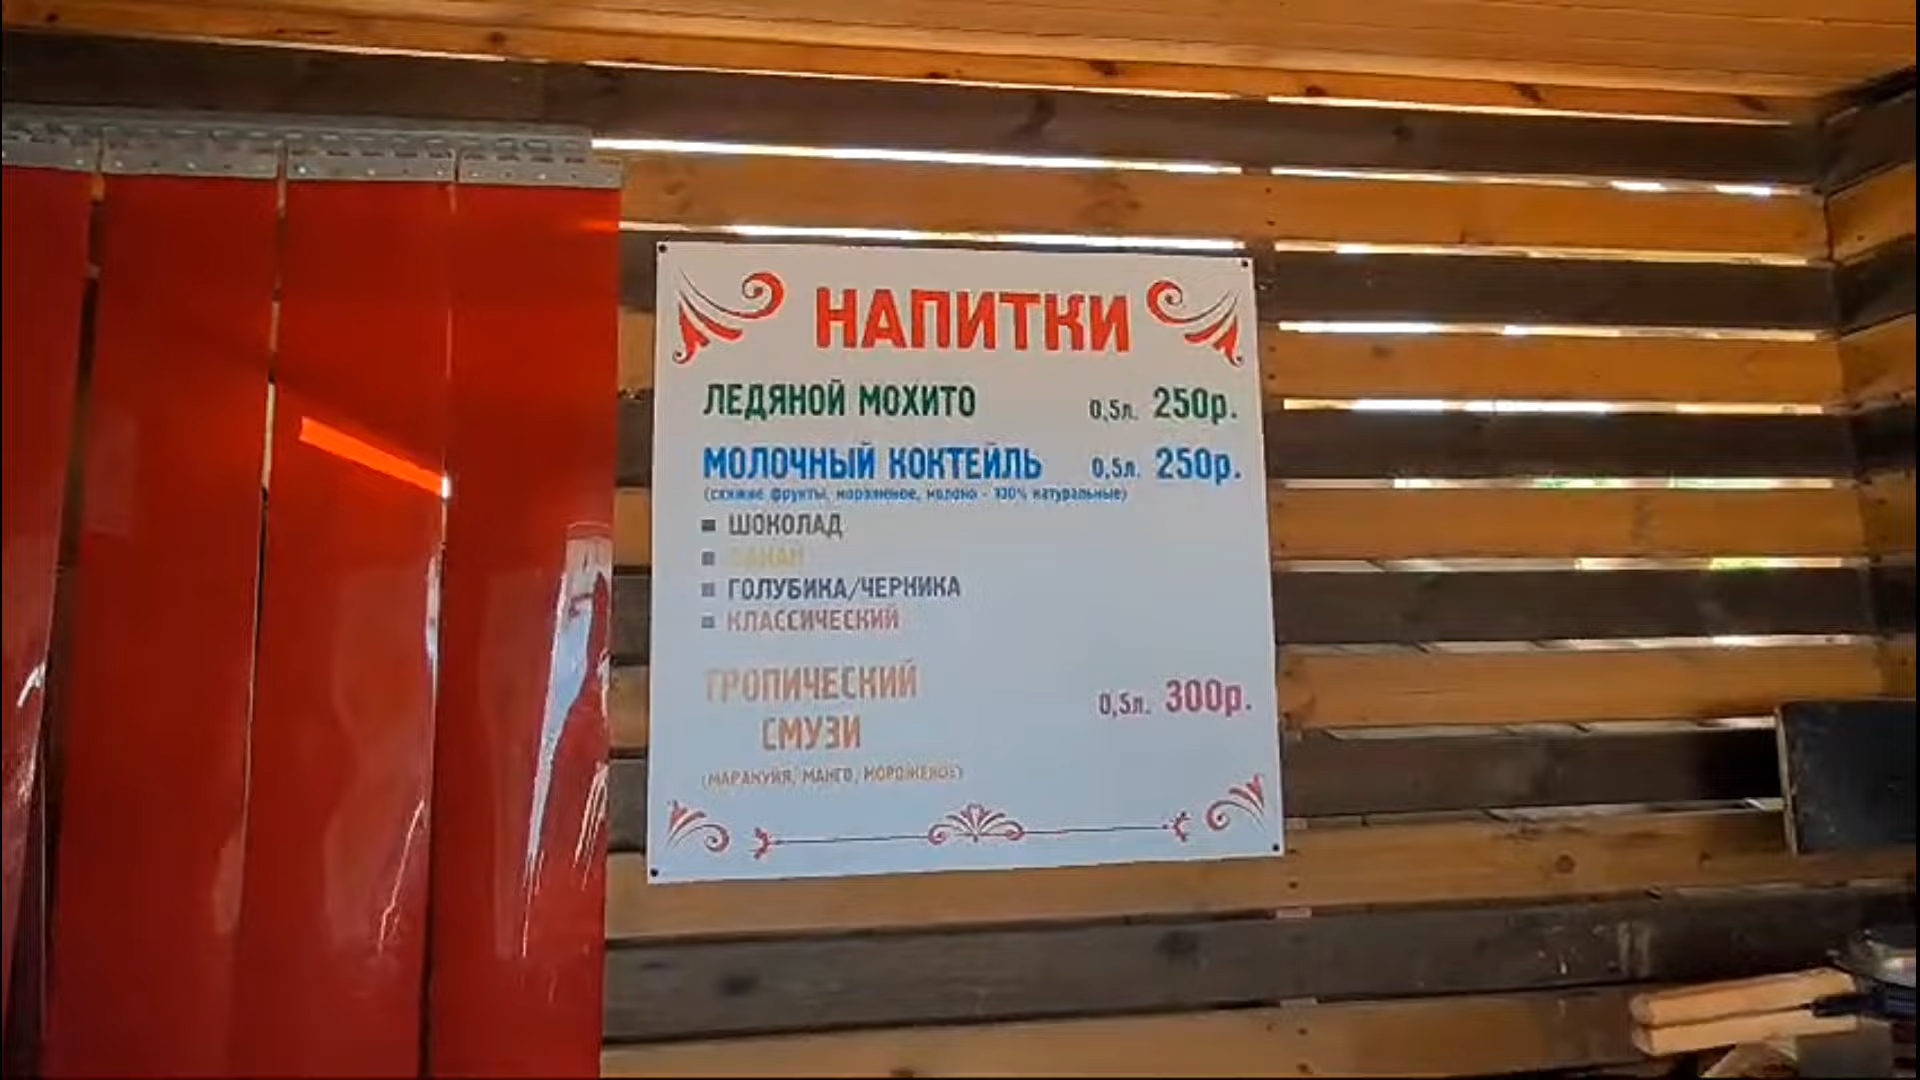 НАПИТКИ
ЛЕДЯНОЙ МОХИТО 0,5л. 250р.
МОЛОЧНЫЙ КОКТЕЙЛЬ 0,5л. 250р.
(свежие фрукты, мороженое, молоко - 100% натуральные)
ШОКОЛАД
БАНАН
ГОЛУБИКА/ЧЕРНИКА
КЛАССИЧЕСКИЙ
ТРОПИЧЕСКИЙ
СМУЗИ 0,5л. 300р.
(МАРАКУЙЯ, МАНГО, МОРОЖЕНОЕ)